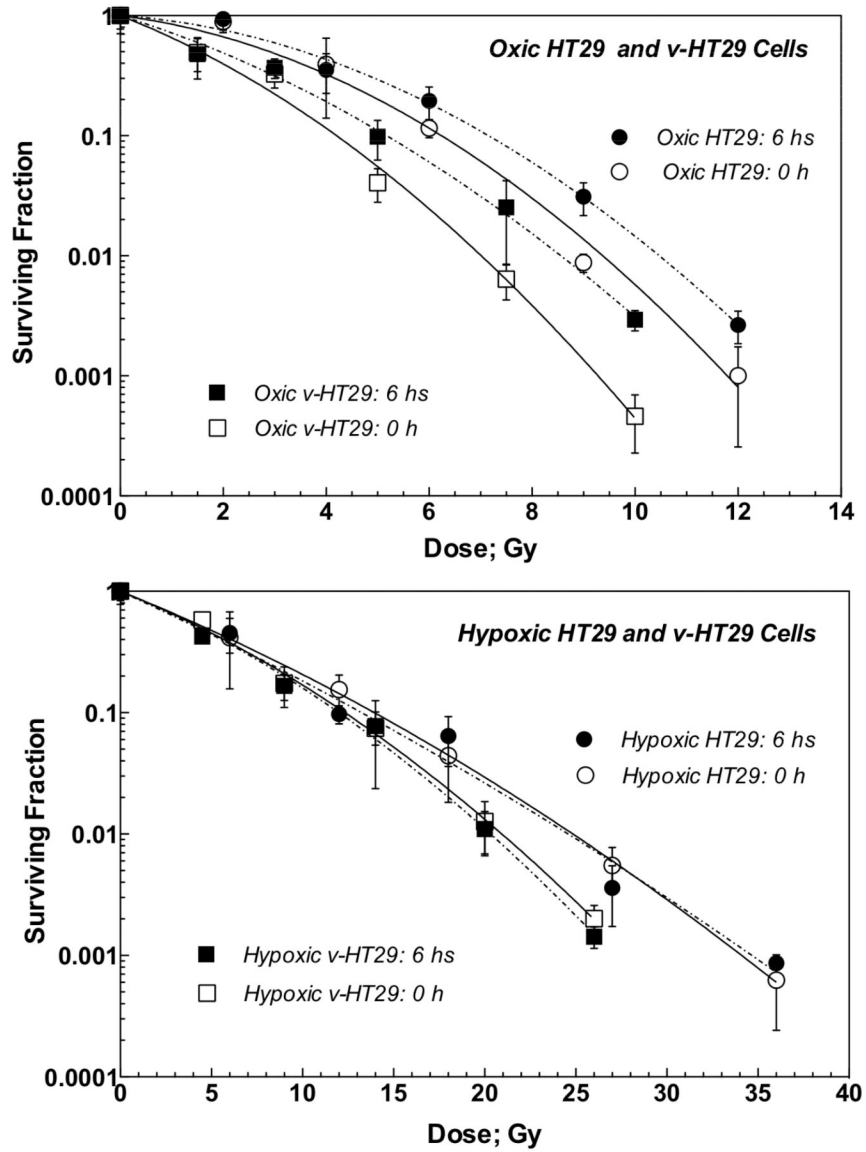 1
Oxic HT29 and v-HT29 Cells
0.1
Oxic HT29: 6 hs
Oxic HT29: 0 h
Surviving Fraction
0.01
0.001
Oxic v-HT29: 6 hs
Oxic v-HT29: 0 h
0.0001
0 2 4 6 8 10 12 14
Dose; Gy
1
Hypoxic HT29 and v-HT29 Cells
0.1
Hypoxic HT29: 6 hs
Hypoxic HT29: 0 h
Surviving Fraction
0.01
Hypoxic v-HT29: 6 hs
0.001
Hypoxic v-HT29: 0 h
0.0001
0 5 10 15 20 25 30 35 40
Dose; Gy